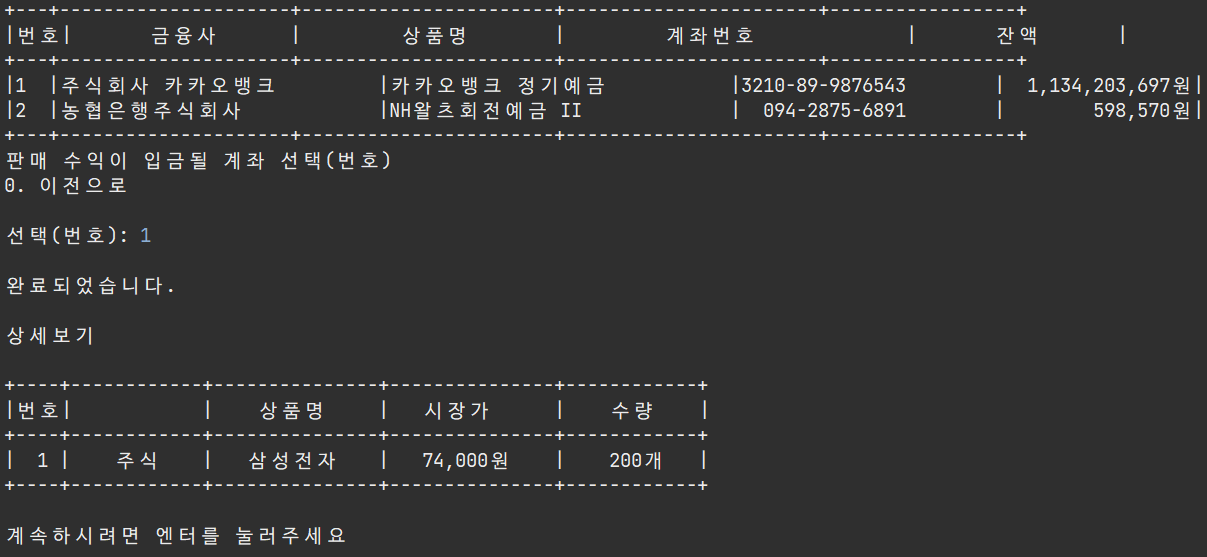 +---+---------------------+-----------------------+-----------------------+-----------------+
|번호|       금융사       |         상품명        |         계좌번호              |       잔액       |
+---+---------------------+-----------------------+-----------------------+-----------------+
|1  |주식회사 카카오뱅크         |카카오뱅크 정기예금           |3210-89-9876543        |  1,134,203,697원|
|2  |농협은행주식회사            |NH왈츠회전예금 II             |  094-2875-6891        |        598,570원|
+---+---------------------+-----------------------+-----------------------+-----------------+
판매 수익이 입금될 계좌 선택(번호)
0. 이전으로
선택(번호): 1
완료되었습니다.
상세보기
+----+------------+---------------+---------------+------------+
|번호|            |    상품명     |   시장가      |    수량    |
+----+------------+---------------+---------------+------------+
|  1 |    주식    |   삼성전자    |   74,000원    |    200개   |
+----+------------+---------------+---------------+------------+
계속하시려면 엔터를 눌러주세요